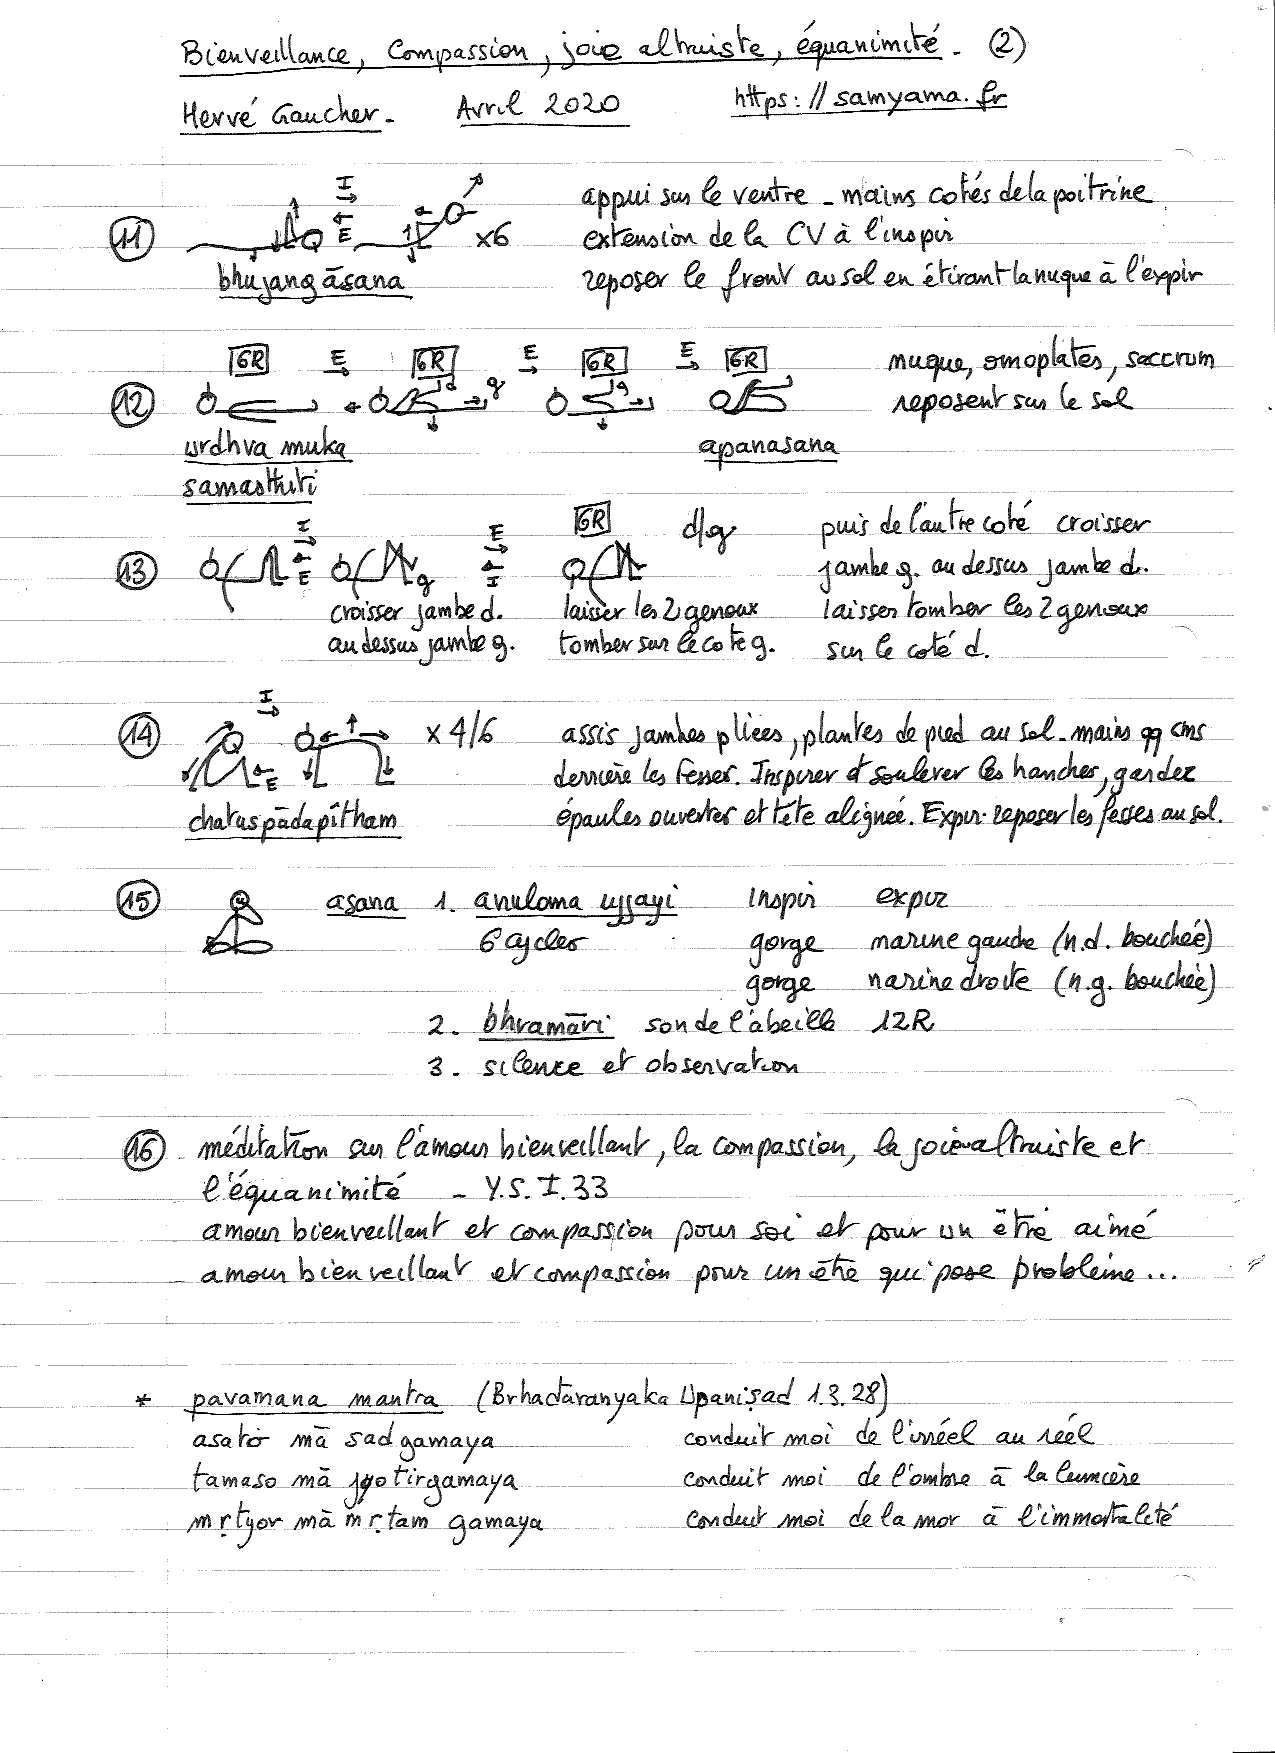 Bienveillance, Compassion, joie altruiste, équanimité. (2)
Hervé Gaucher. Avril 2020 https://samyama.fr
11 I E x6 appui sur le ventre - mains cotés de la poitrine
extension de la CV à l'inspir
bhujangāsana reposer le front au sol en étirant la nuque à l'expir
12 6R E 6R E 6R E 6R nuque, omoplates, saccrum
d g g reposent sur le sol
urdhva muka apanasana
samasthiti
13 I E g E I 6R d/g puis de l'autre coté croisser
jambe g. au dessus jambe d.
croisser jambe d. laisser les 2 genoux laisser tomber les 2 genoux
au dessus jambe g. tomber sur le cote g. sur le coté d.
14 I E x 4/6 assis jambes pliées, plantes de pied au sol - mains qq cms
derrière les fesses. Inspirer et soulever les hanches, gardez
chatuspādapītham épaules ouvertes et tête alignée. Expir. reposer les fesses au sol.
15 asana 1. anuloma ujjayi inspir expir
6 cycles gorge narine gauche (n.d. bouchée)
gorge narine droite (n.g. bouchée)
2. bhramāri son de l'abeille 12R
3. silence et observation
16 méditation sur l'amour bienveillant, la compassion, la joie altruiste et
l'équanimité - Y.S. I.33
amour bienveillant et compassion pour soi et pour un être aimé
amour bienveillant et compassion pour un être qui pose problème...
* pavamana mantra (Brhadāranyaka Upaniṣad 1.3.28)
asato mā sad gamaya conduit moi de l'irréel au réel
tamaso mā jyotirgamaya conduit moi de l'ombre à la lumière
mṛtyor mā mṛtam gamaya conduit moi de la mor à l'immortalité